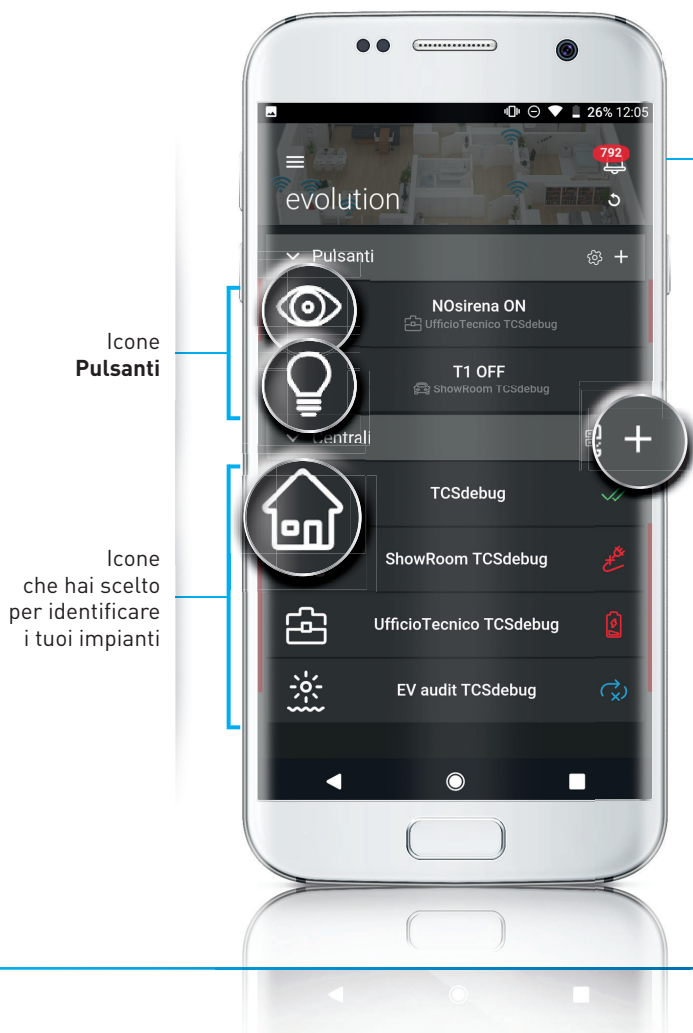 26% 12:05
792
evolution
Pulsanti
NOsirena ON
UfficioTecnico TCSdebug
T1 OFF
ShowRoom TCSdebug
Icone
Pulsanti
Centrali
TCSdebug
ShowRoom TCSdebug
UfficioTecnico TCSdebug
EV audit TCSdebug
Icone
che hai scelto
per identificare
i tuoi impianti